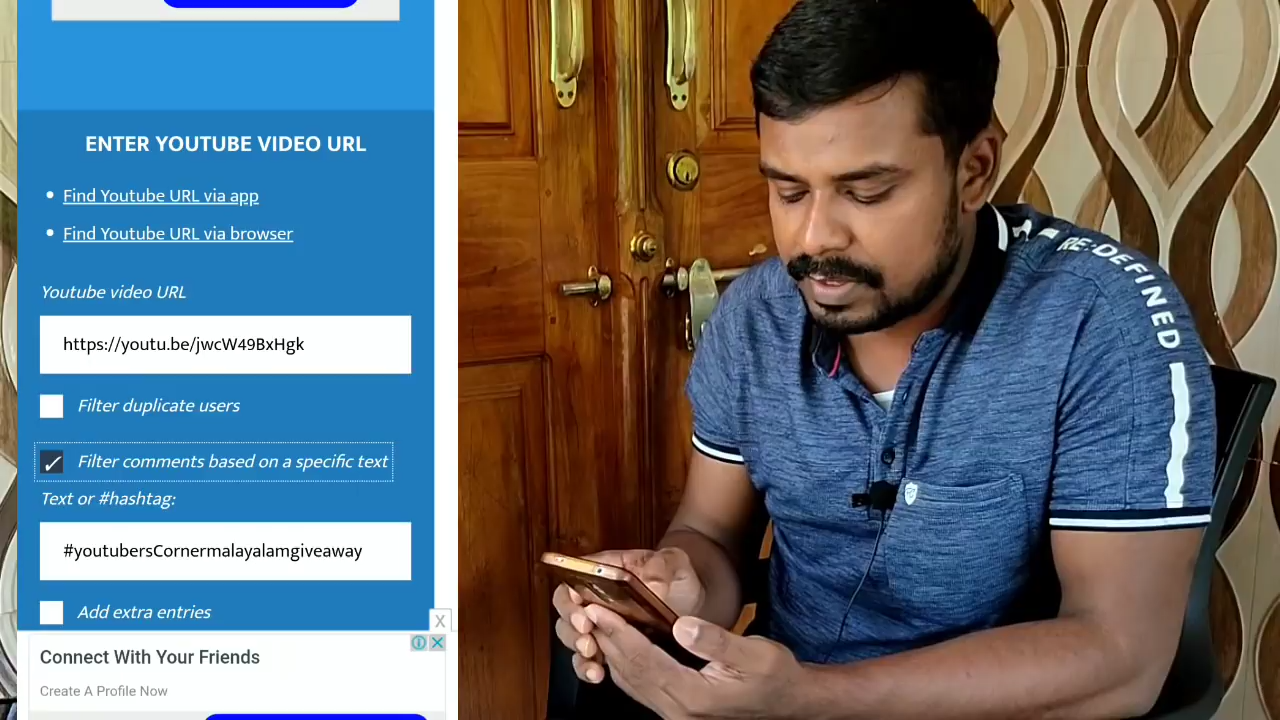 ENTER YOUTUBE VIDEO URL
Find Youtube URL via app
Find Youtube URL via browser
Youtube video URL
https://youtu.be/jwcW49BxHgk
Filter duplicate users
Filter comments based on a specific text
Text or #hashtag:
#youtubersCornermalayalamgiveaway
Add extra entries
X
Connect With Your Friends
Create A Profile Now
RE:DEFINED